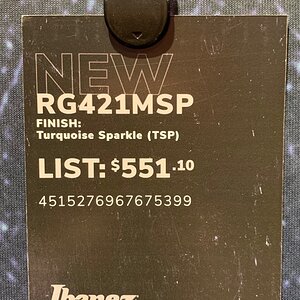 NEW
RG421MSP
FINISH:
Turquoise Sparkle (TSP)
LIST: $551.10
4515276967675399
Ibanez